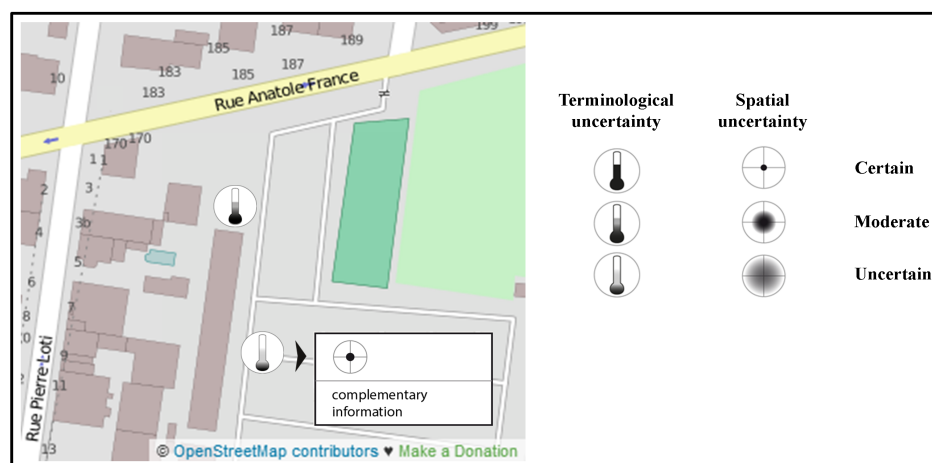 185
187
189
199
10
183
185
187
183
Rue Anatole France
170
170
1
1
2
3
3b
4
5
6
7
8
9
11
13
Rue Pierre-Loti
complementary
information
© OpenStreetMap contributors ♥ Make a Donation
Terminological
uncertainty
Spatial
uncertainty
Certain
Moderate
Uncertain